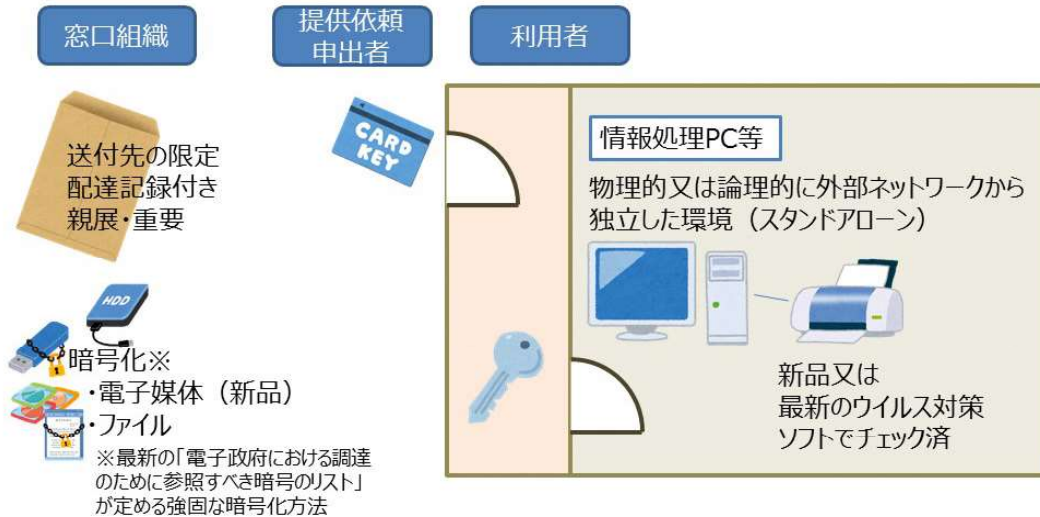 窓口組織
提供依頼
申出者
利用者
送付先の限定
配達記録付き
親展・重要
CARD
KEY
情報処理PC等
物理的又は論理的に外部ネットワークから
独立した環境（スタンドアローン）
HDD
暗号化※
・電子媒体（新品）
・ファイル
※最新の「電子政府における調達
のために参照すべき暗号のリスト」
が定める強固な暗号化方法
新品又は
最新のウイルス対策
ソフトでチェック済